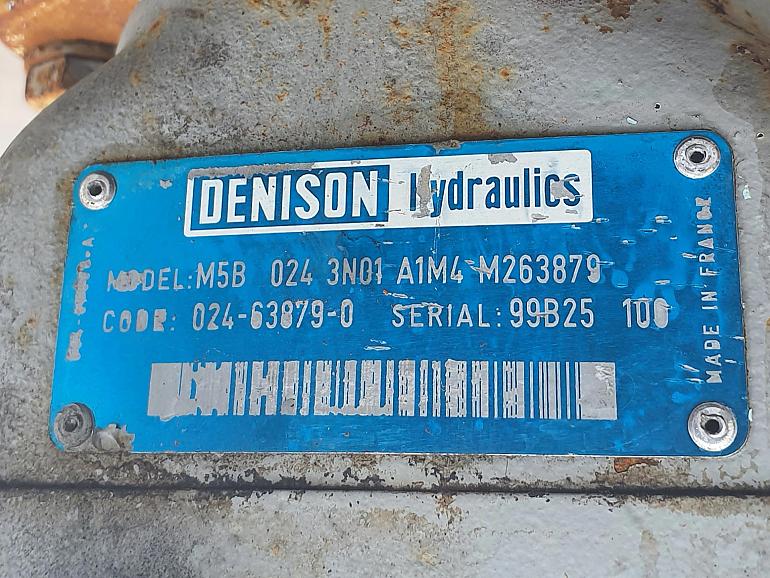 DENISON hydraulics
MODEL: M5B 024 3N01 A1M4 M263879
CODE: 024-63879-0 SERIAL: 99B25 100
MADE IN FRANCE